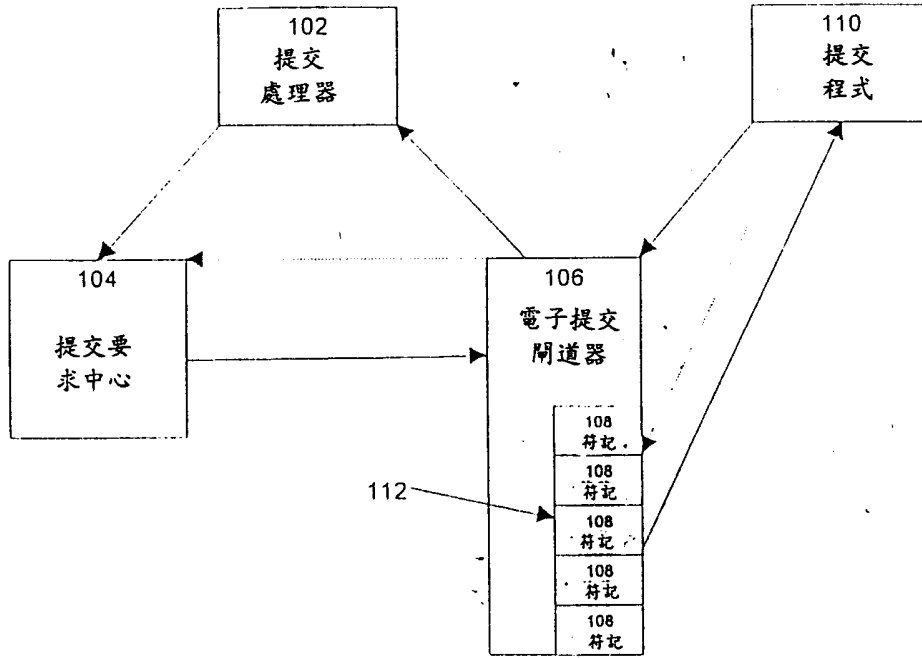 102
提交
處理器
110
提交
程式
104
提交要
求中心
106
電子提交
閘道器
108
符記
108
符記
112
108
符記
108
符記
108
符記